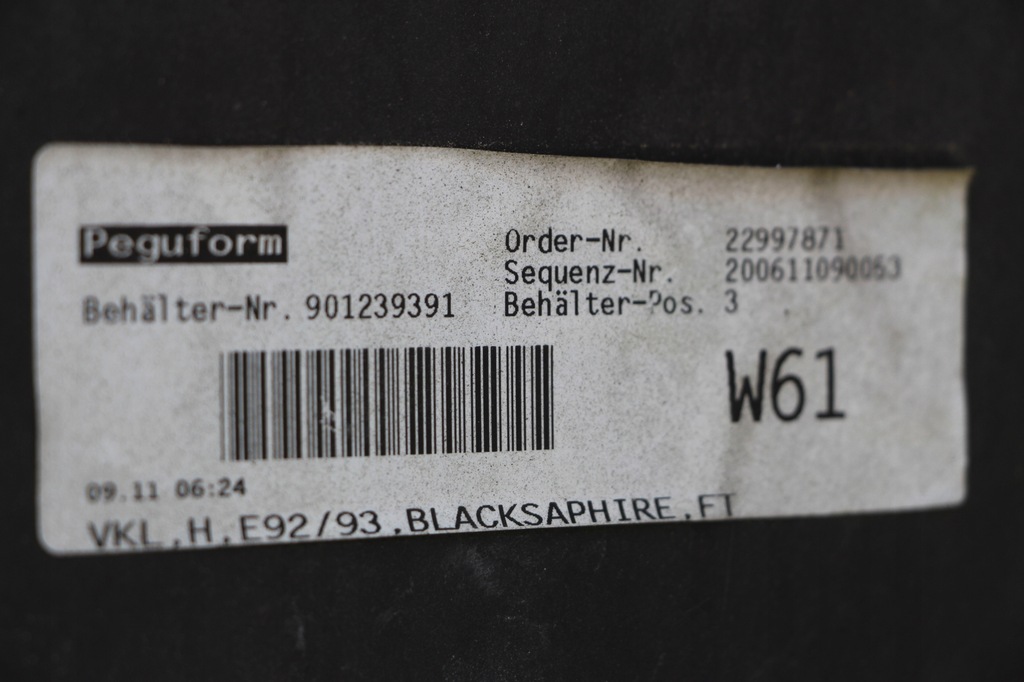 Peguform
Behälter-Nr. 901239391
Order-Nr. 22997871
Sequenz-Nr. 200611090053
Behälter-Pos. 3
W61
09.11 06:24
VKL,H,E92/93,BLACKSAPHIRE,FT